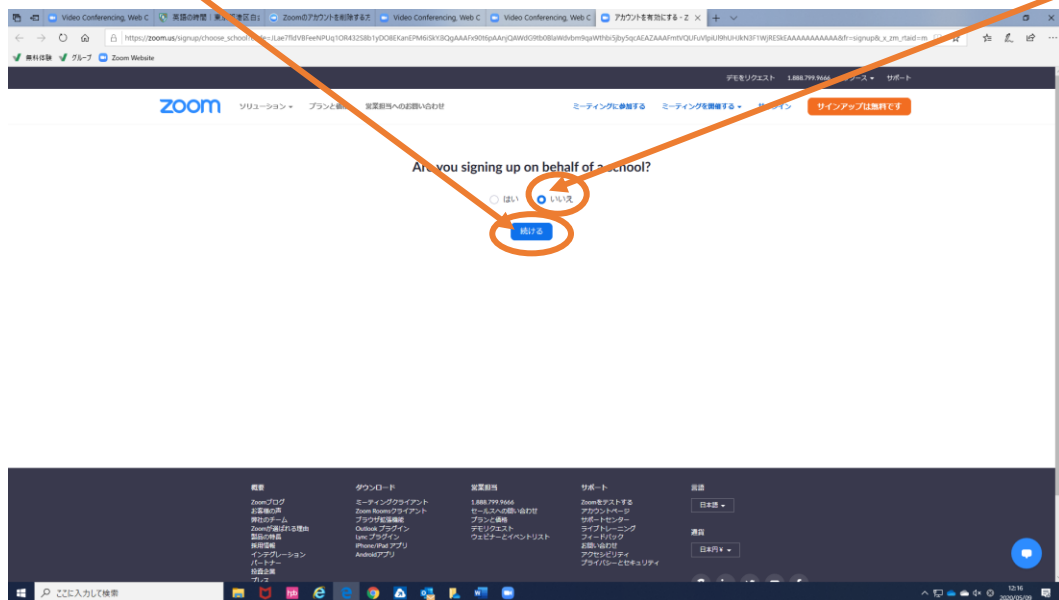 Video Conferencing, Web C
Zoomのアカウントを削除する方
Video Conferencing, Web C
Video Conferencing, Web C
アカウントを有効にする - Z
無料体験 グループ Zoom Website
デモをリクエスト 1.888.799.9666 サポート
zoom ソリューション 営業担当へのお問い合わせ ミーティングに参加する ミーティングを開催する サインアップは無料です
Are you signing up on behalf of a school?
はい いいえ
続ける
概要
Zoomブログ
お客様の声
弊社のチーム
Zoomが選ばれる理由
製品の特長
採用情報
インテグレーション
パートナー
投資企業
プレス
ダウンロード
ミーティングクライアント
Zoom Roomsクライアント
ブラウザ拡張機能
Outlook プラグイン
Lync プラグイン
iPhone/iPad アプリ
Androidアプリ
営業担当
1.888.799.9666
セールスへの問い合わせ
プランと価格
デモリクエスト
ウェビナーとイベントリスト
サポート
Zoomをテストする
アカウントページ
サポートセンター
ライブトレーニング
フィードバック
お問い合わせ
アクセシビリティ
プライバシーとセキュリティ
言語
日本語
通貨
日本円 ¥
ここに入力して検索
12:16
2020/05/09